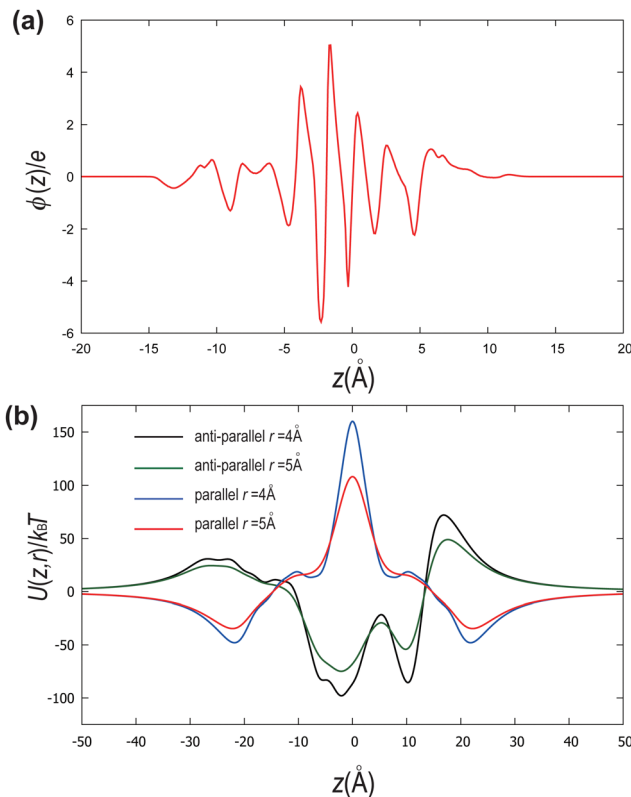 (a)
6
4
2
0
-2
-4
-6
ϕ(z)/e
-20 -15 -10 -5 0 5 10 15 20
z(Å)
(b)
150
100
50
0
-50
-100
U(z,r)/kBT
anti-parallel r=4Å
anti-parallel r=5Å
parallel r=4Å
parallel r=5Å
-50 -40 -30 -20 -10 0 10 20 30 40 50
z(Å)